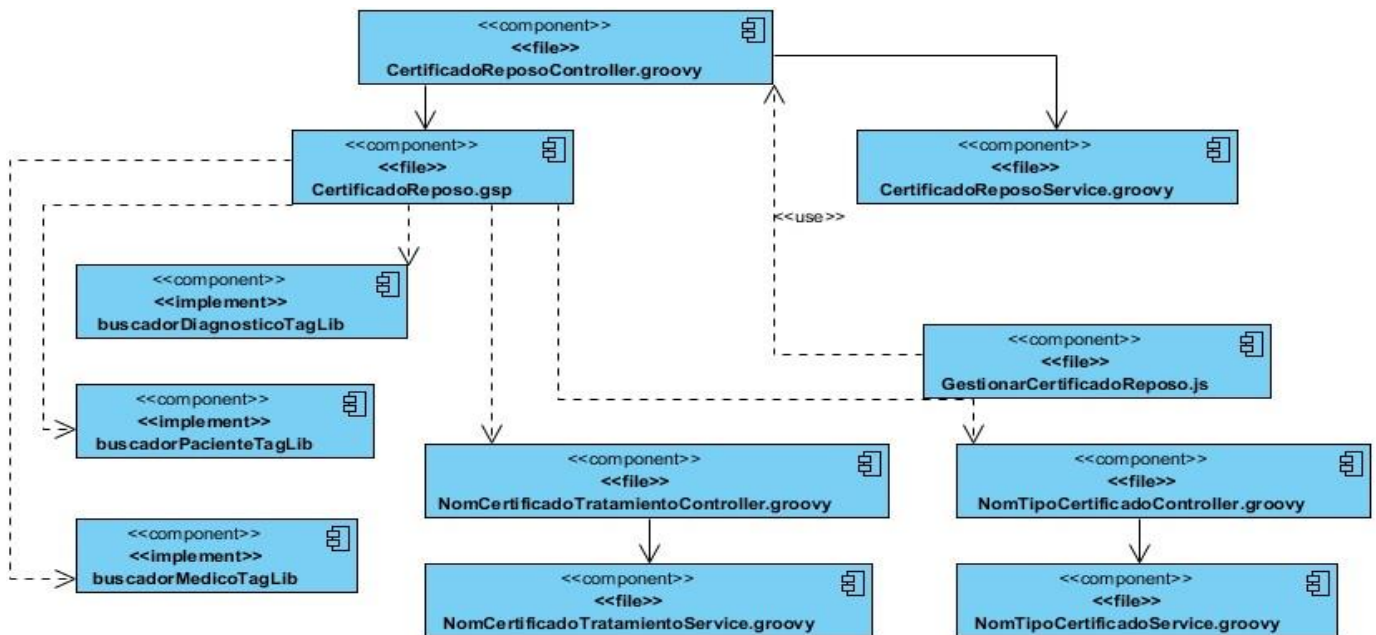 <<component>>
<<file>>
CertificadoReposoController.groovy
<<component>>
<<file>>
CertificadoReposo.gsp
<<component>>
<<file>>
CertificadoReposoService.groovy
<<use>>
<<component>>
<<implement>>
buscadorDiagnosticoTagLib
<<component>>
<<file>>
GestionarCertificadoReposo.js
<<component>>
<<implement>>
buscadorPacienteTagLib
<<component>>
<<file>>
NomCertificadoTratamientoController.groovy
<<component>>
<<file>>
NomTipoCertificadoController.groovy
<<component>>
<<implement>>
buscadorMedicoTagLib
<<component>>
<<file>>
NomCertificadoTratamientoService.groovy
<<component>>
<<file>>
NomTipoCertificadoService.groovy